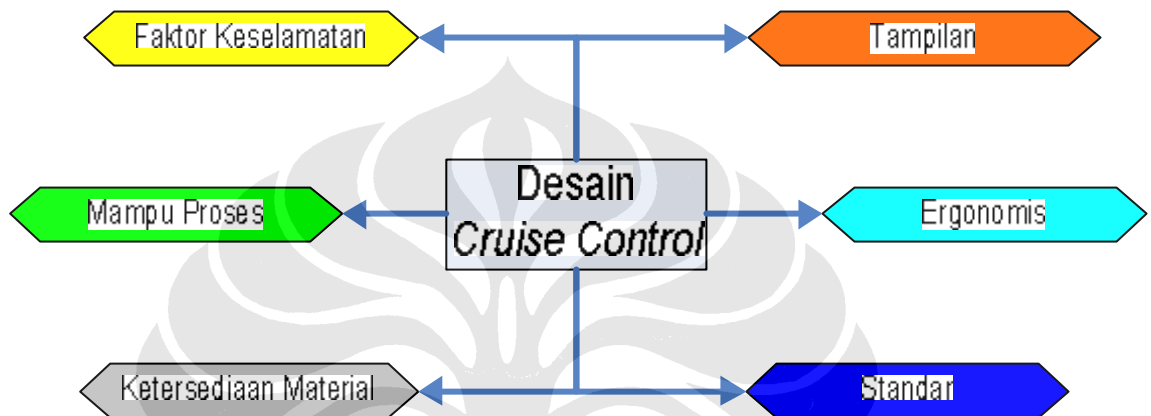 Faktor Keselamatan
Tampilan
Desain
Cruise Control
Mampu Proses
Ergonomis
Ketersediaan Material
Standar